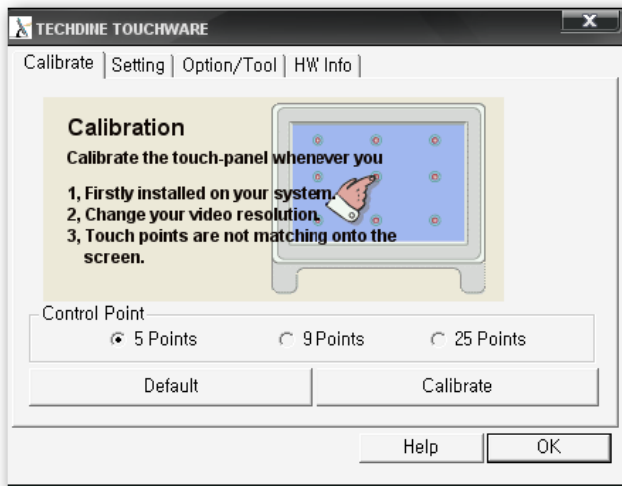 TECHDINE TOUCHWARE
X
Calibrate Setting Option/Tool HW Info
Calibration
Calibrate the touch-panel whenever you
1, Firstly installed on your system.
2, Change your video resolution.
3, Touch points are not matching onto the
screen.
Control Point
5 Points 9 Points 25 Points
Default Calibrate
Help OK